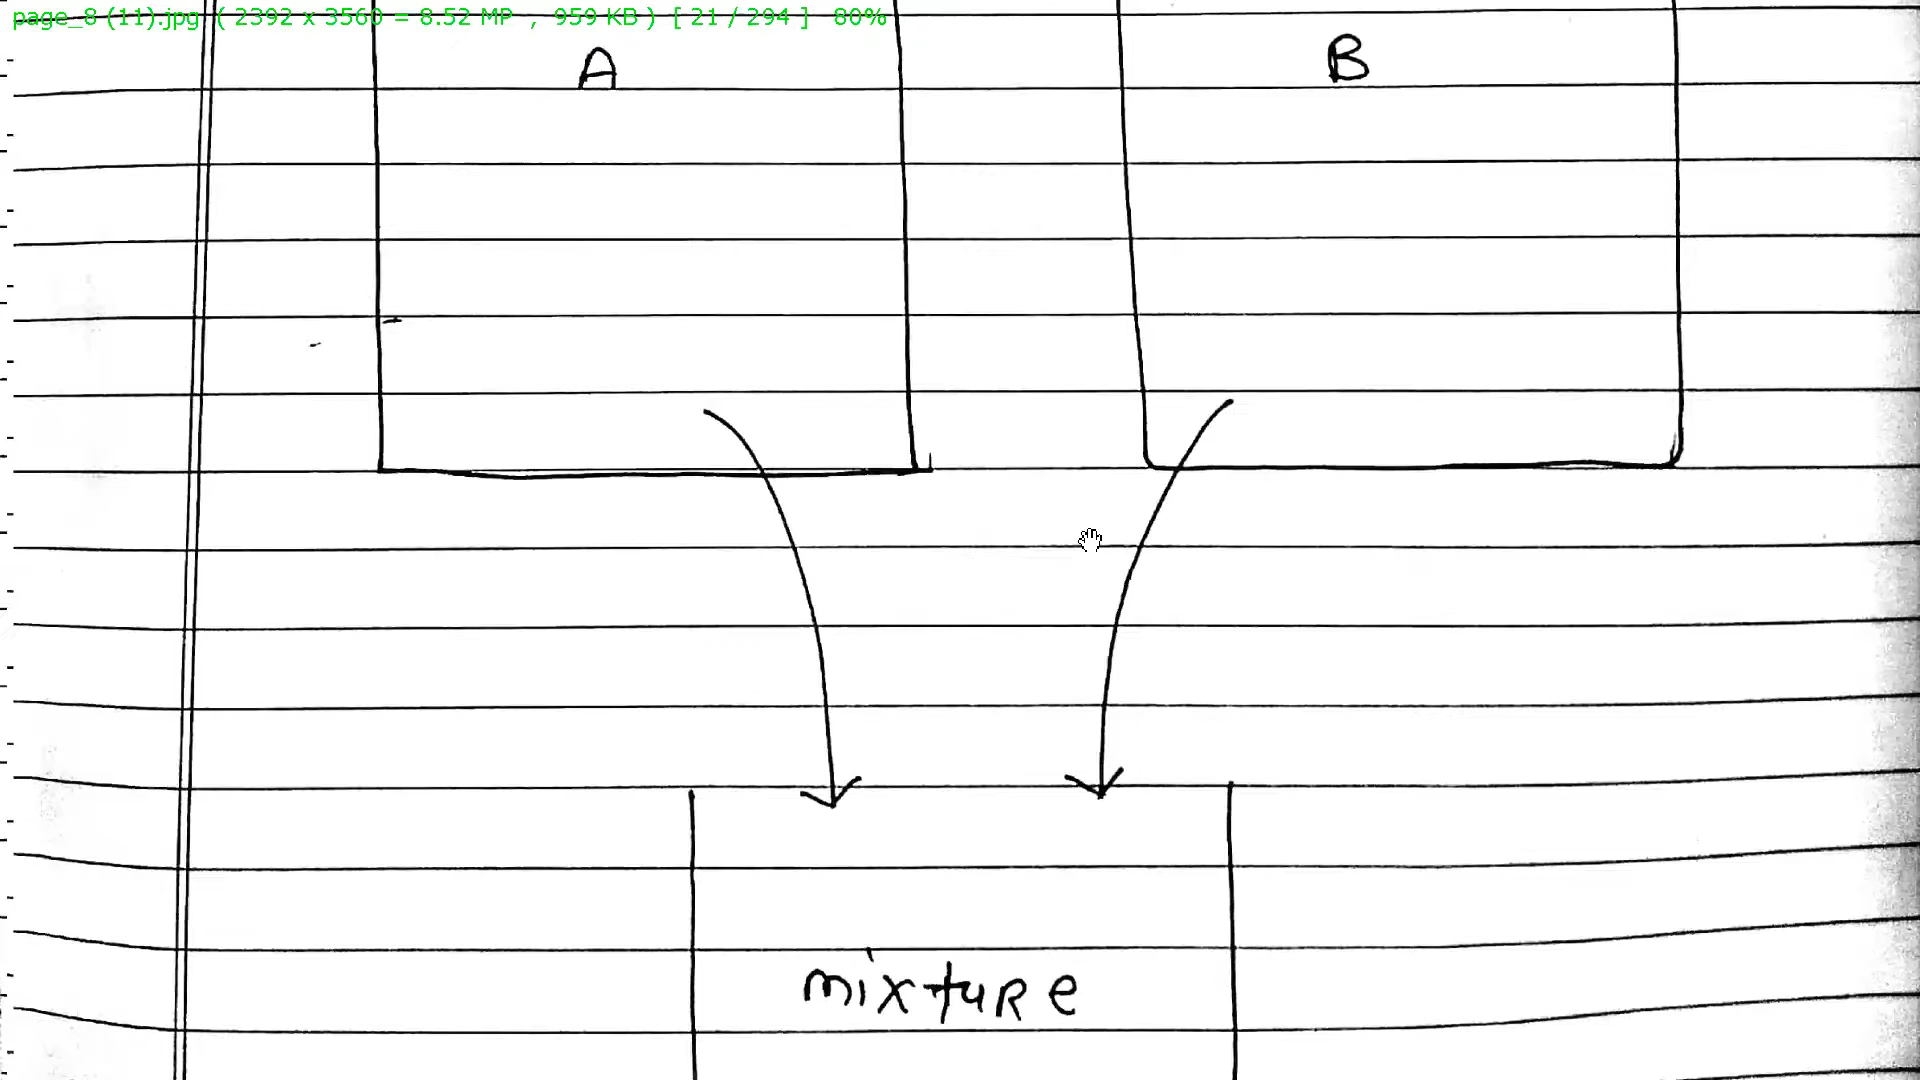 page_8 (11).jpg ( 2392 x 3560 = 8.52 MP , 959 KB ) [ 21 / 294 ] 80%
A B
mixture